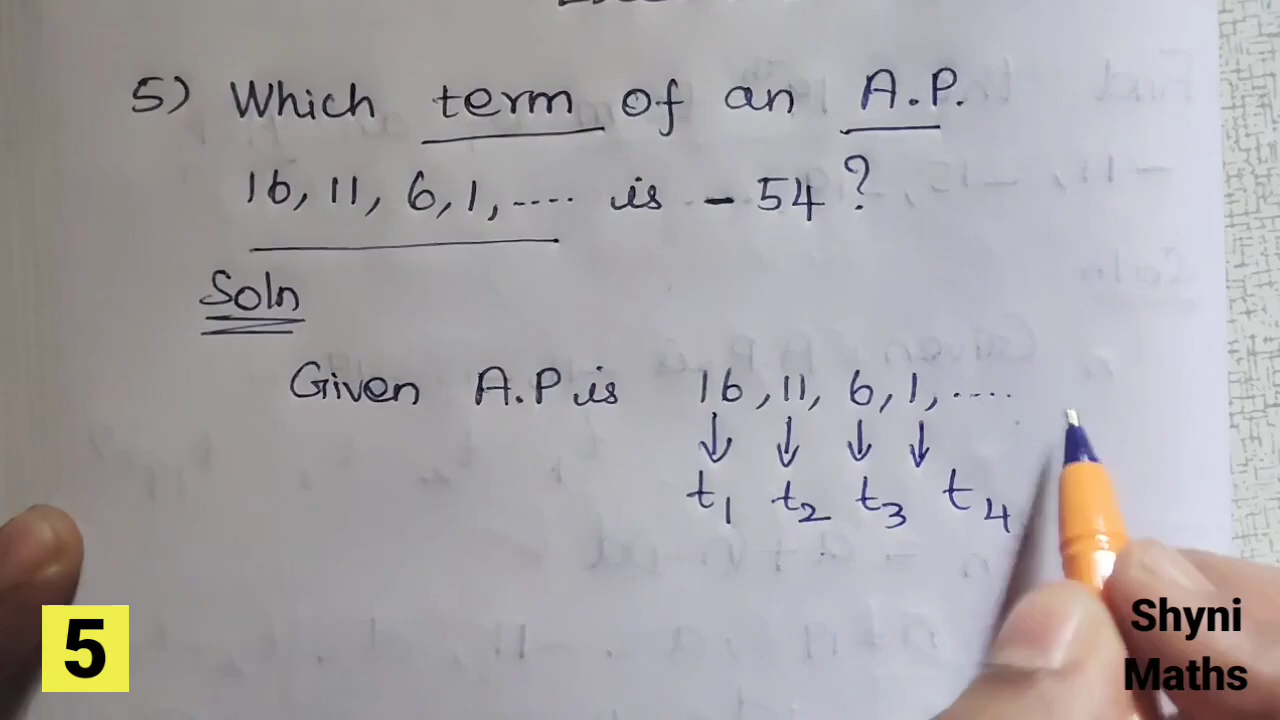 5) Which term of an A.P.
16, 11, 6, 1, .... is - 54 ?
Soln
Given A.P is 16, 11, 6, 1, ....
t1 t2 t3 t4
5
Shyni
Maths